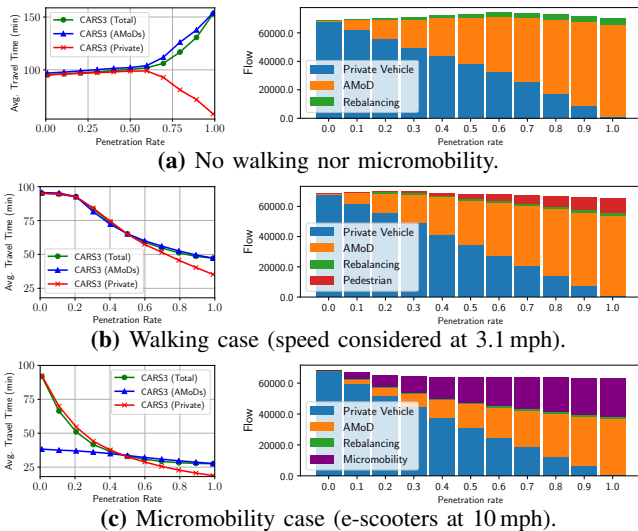 Avg. Travel Time (min)
150
100
CARS3 (Total)
CARS3 (AMoDs)
CARS3 (Private)
0.00 0.25 0.50 0.75 1.00
Penetration Rate
Flow
60000.0
40000.0
20000.0
0.0
Private Vehicle
AMoD
Rebalancing
0.0 0.1 0.2 0.3 0.4 0.5 0.6 0.7 0.8 0.9 1.0
Penetration rate
(a) No walking nor micromobility.
Avg. Travel Time (min)
100
75
50
25
CARS3 (Total)
CARS3 (AMoDs)
CARS3 (Private)
0.0 0.2 0.4 0.6 0.8 1.0
Penetration Rate
Flow
60000.0
40000.0
20000.0
0.0
Private Vehicle
AMoD
Rebalancing
Pedestrian
0.0 0.1 0.2 0.3 0.4 0.5 0.6 0.7 0.8 0.9 1.0
Penetration rate
(b) Walking case (speed considered at 3.1 mph).
Avg. Travel Time (min)
100
75
50
25
CARS3 (Total)
CARS3 (AMoDs)
CARS3 (Private)
0.0 0.2 0.4 0.6 0.8 1.0
Penetration Rate
Flow
60000.0
40000.0
20000.0
0.0
Private Vehicle
AMoD
Rebalancing
Micromobility
0.0 0.1 0.2 0.3 0.4 0.5 0.6 0.7 0.8 0.9 1.0
Penetration rate
(c) Micromobility case (e-scooters at 10 mph).